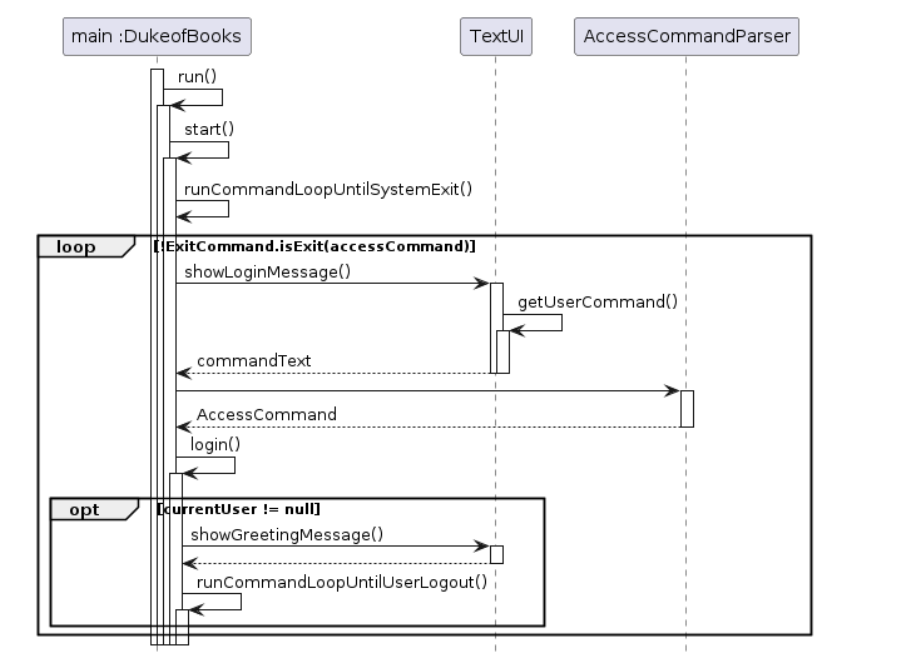 main :DukeofBooks
TextUI
AccessCommandParser
run()
start()
runCommandLoopUntilSystemExit()
loop
[!ExitCommand.isExit(accessCommand)]
showLoginMessage()
getUserCommand()
commandText
AccessCommand
login()
opt
[currentUser != null]
showGreetingMessage()
runCommandLoopUntilUserLogout()